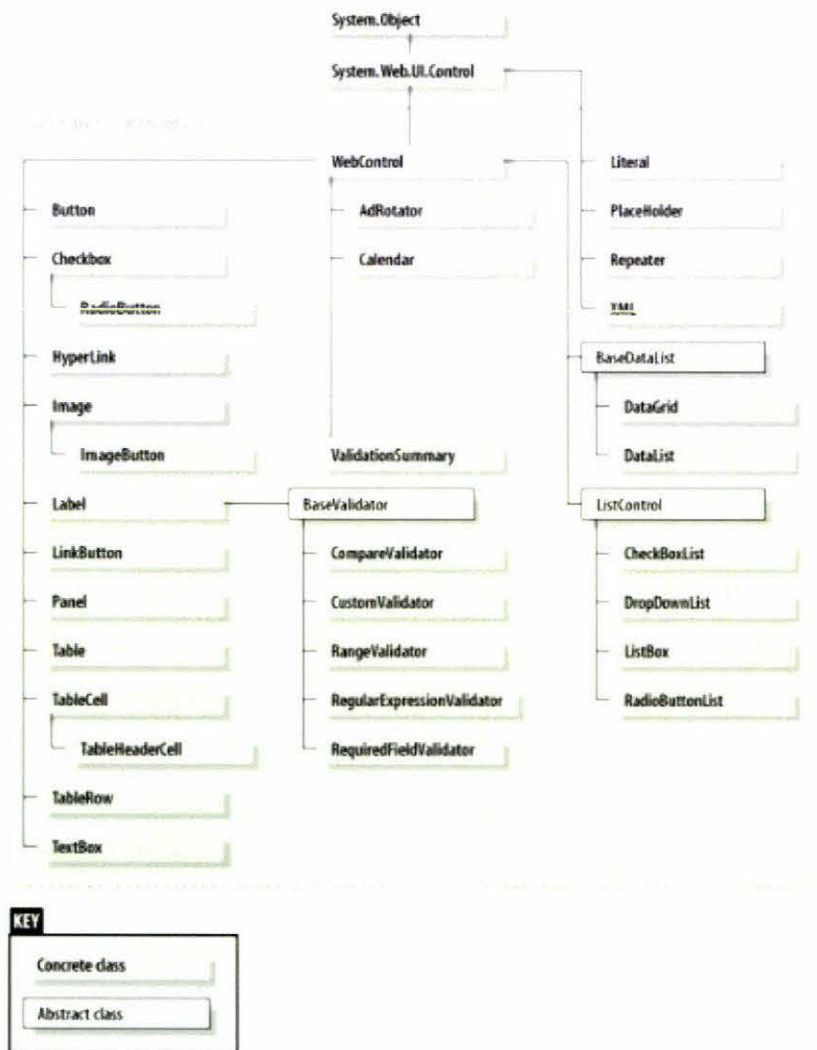 System.Object
System.Web.UI.Control
WebControl
Literal
Button
AdRotator
PlaceHolder
Checkbox
Calendar
Repeater
RadioButton
XML
HyperLink
BaseDataList
Image
DataGrid
ImageButton
ValidationSummary
DataList
Label
BaseValidator
ListControl
LinkButton
CompareValidator
CheckBoxList
Panel
CustomValidator
DropDownList
Table
RangeValidator
ListBox
TableCell
RegularExpressionValidator
RadioButtonList
TableHeaderCell
RequiredFieldValidator
TableRow
TextBox
KEY
Concrete class
Abstract class